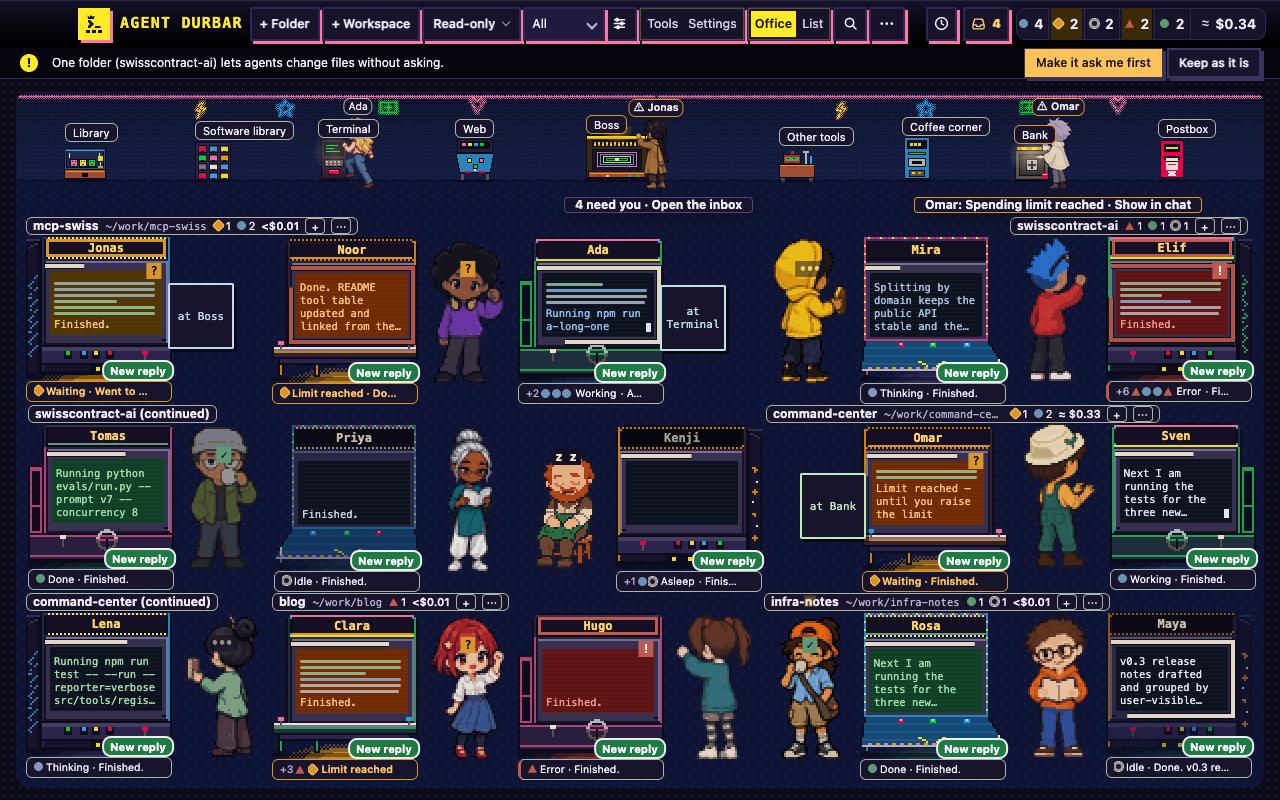 AGENT DURBAR
+ Folder
+ Workspace
Read-only
All
Tools
Settings
Office
List
4
4
2
2
2
2
≈ $0.34
! One folder (swisscontract-ai) lets agents change files without asking.
Make it ask me first
Keep as it is
Library
Software library
Ada
Terminal
Web
Jonas
Boss
Other tools
Coffee corner
Omar
Bank
Postbox
4 need you · Open the inbox
Omar: Spending limit reached · Show in chat
mcp-swiss ~/work/mcp-swiss 1 2 <$0.01 + ...
swisscontract-ai 1 1 1 + ...
Jonas
?
Finished.
at Boss
New reply
Waiting · Went to ...
Noor
Done. README
tool table
updated and
linked from the…
New reply
Limit reached · Do...
?
Ada
Running npm run
a-long-one
at
Terminal
New reply
+2 Working · A...
Mira
Splitting by
domain keeps the
public API
stable and the…
New reply
Thinking · Finished.
Elif
!
Finished.
New reply
+6 Error · Fi...
swisscontract-ai (continued)
command-center ~/work/command-ce... 1 2 ≈ $0.33 + ...
Tomas
Running python
evals/run.py --
prompt v7 --
concurrency 8
New reply
Done · Finished.
Priya
Finished.
New reply
Idle · Finished.
z z
Kenji
New reply
+1 Asleep · Finis...
at Bank
Omar
?
Limit reached —
until you raise
the limit
New reply
Waiting · Finished.
Sven
Next I am
running the
tests for the
three new…
New reply
Working · Finished.
command-center (continued)
blog ~/work/blog 1 <$0.01 + ...
infra-notes ~/work/infra-notes 1 1 <$0.01 + ...
Lena
Running npm run
test -- --run --
reporter=verbose
src/tools/regis…
New reply
Thinking · Finished.
Clara
Finished.
New reply
+3 Limit reached
?
Hugo
!
Finished.
New reply
Error · Finished.
Rosa
Next I am
running the
tests for the
three new…
New reply
Done · Finished.
Maya
v0.3 release
notes drafted
and grouped by
user-visible…
New reply
Idle · Done. v0.3 re...